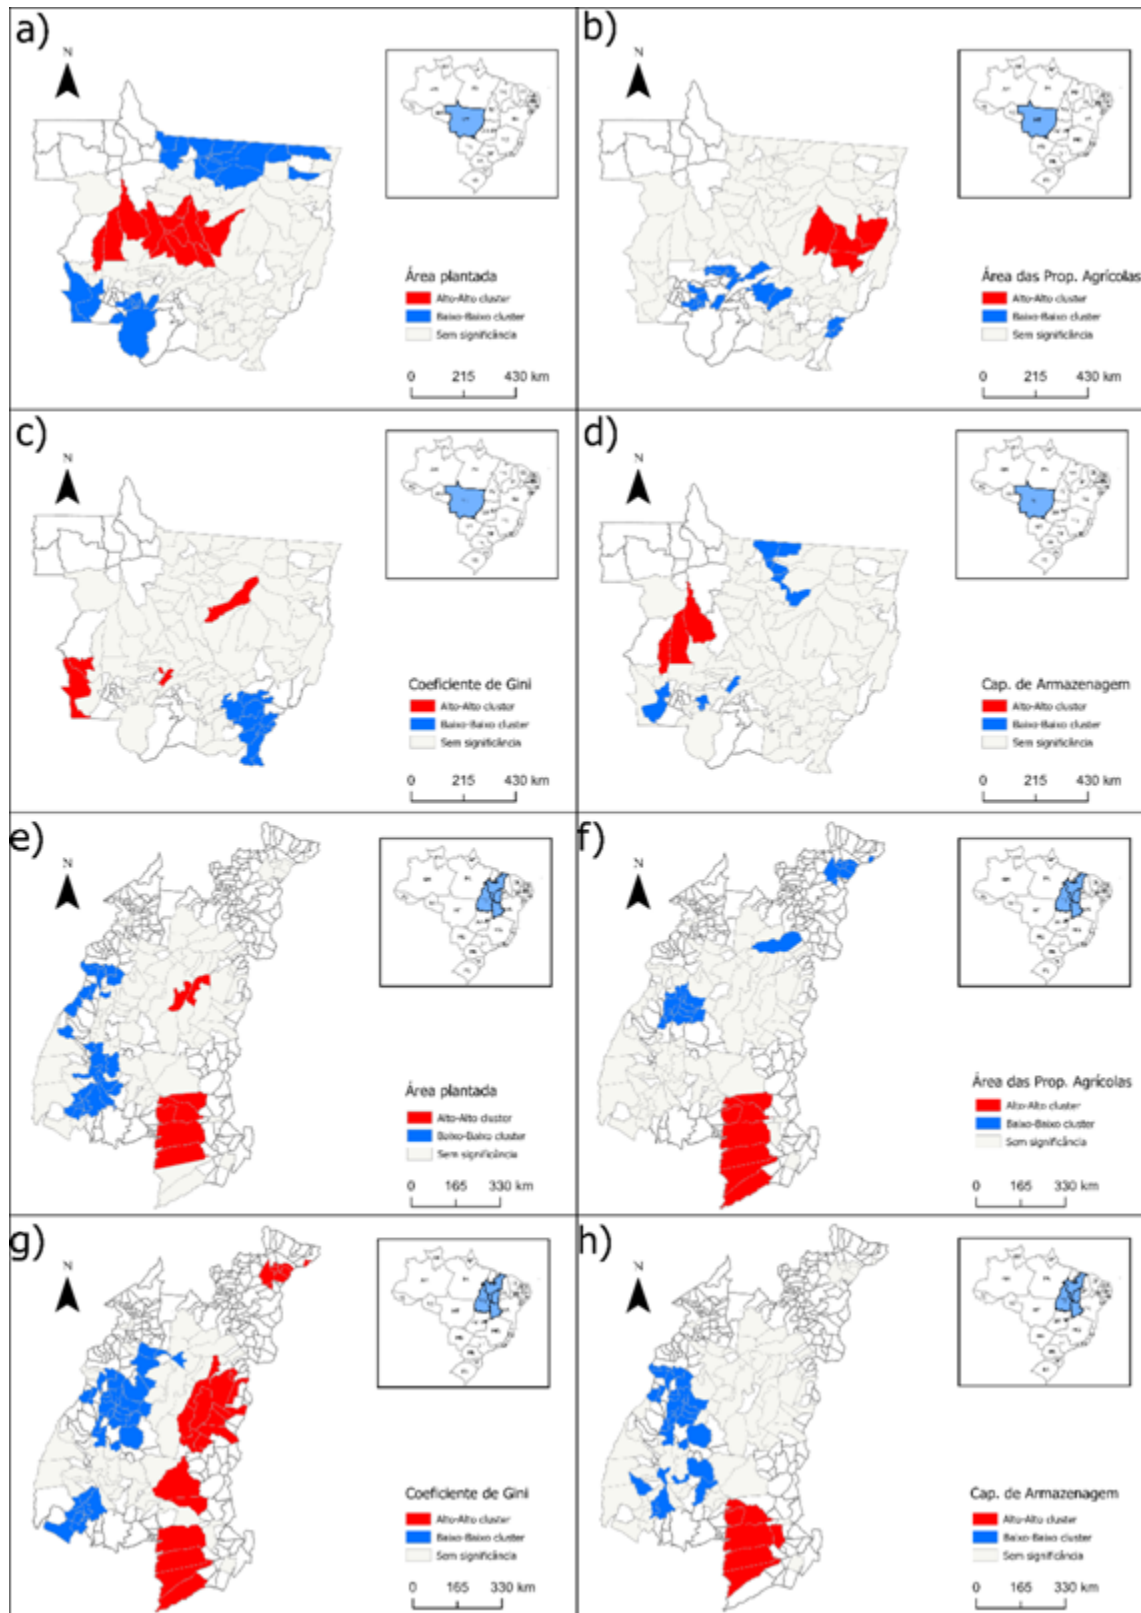 a)
N
Área plantada
Alto-Alto cluster
Baixo-Baixo cluster
Sem significância
0 215 430 km
b)
N
Área das Prop. Agrícolas
Alto-Alto cluster
Baixo-Baixo cluster
Sem significância
0 215 430 km
c)
N
Coeficiente de Gini
Alto-Alto cluster
Baixo-Baixo cluster
Sem significância
0 215 430 km
d)
N
Cap. de Armazenagem
Alto-Alto cluster
Baixo-Baixo cluster
Sem significância
0 215 430 km
e)
N
Área plantada
Alto-Alto cluster
Baixo-Baixo cluster
Sem significância
0 165 330 km
f)
N
Área das Prop. Agrícolas
Alto-Alto cluster
Baixo-Baixo cluster
Sem significância
0 165 330 km
g)
N
Coeficiente de Gini
Alto-Alto cluster
Baixo-Baixo cluster
Sem significância
0 165 330 km
h)
N
Cap. de Armazenagem
Alto-Alto cluster
Baixo-Baixo cluster
Sem significância
0 165 330 km